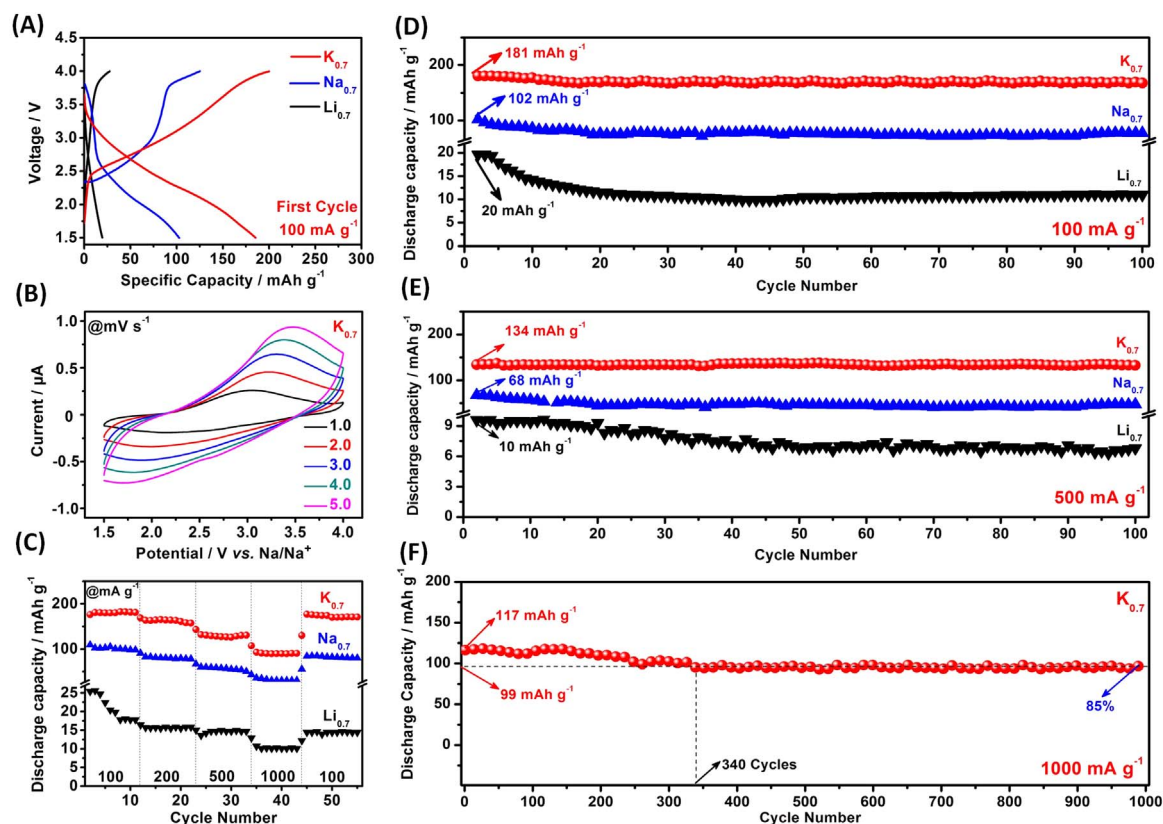 (A)
4.5
4.0
3.5
3.0
2.5
2.0
1.5
Voltage / V
K0.7
Na0.7
Li0.7
First Cycle
100 mA g-1
0 50 100 150 200 250 300
Specific Capacity / mAh g-1
(B)
@mV s-1
K0.7
1.0
0.5
0
-0.5
-1.0
Current / µA
1.0
2.0
3.0
4.0
5.0
1.5 2.0 2.5 3.0 3.5 4.0
Potential / V vs. Na/Na+
(C)
@mA g-1
200
100
25
20
15
10
5
0
Discharge capacity / mAh g-1
K0.7
Na0.7
Li0.7
100 200 500 1000 100
10 20 30 40 50
Cycle Number
(D)
200
100
20
15
10
5
0
Discharge capacity / mAh g-1
181 mAh g-1
K0.7
102 mAh g-1
Na0.7
20 mAh g-1
Li0.7
100 mA g-1
0 10 20 30 40 50 60 70 80 90 100
Cycle Number
(E)
200
100
9
6
3
0
Discharge capacity / mAh g-1
134 mAh g-1
K0.7
68 mAh g-1
Na0.7
10 mAh g-1
Li0.7
500 mA g-1
0 10 20 30 40 50 60 70 80 90 100
Cycle Number
(F)
200
150
100
50
0
Discharge Capacity / mAh g-1
K0.7
117 mAh g-1
99 mAh g-1
85%
340 Cycles
1000 mA g-1
0 100 200 300 400 500 600 700 800 900 1000
Cycle Number